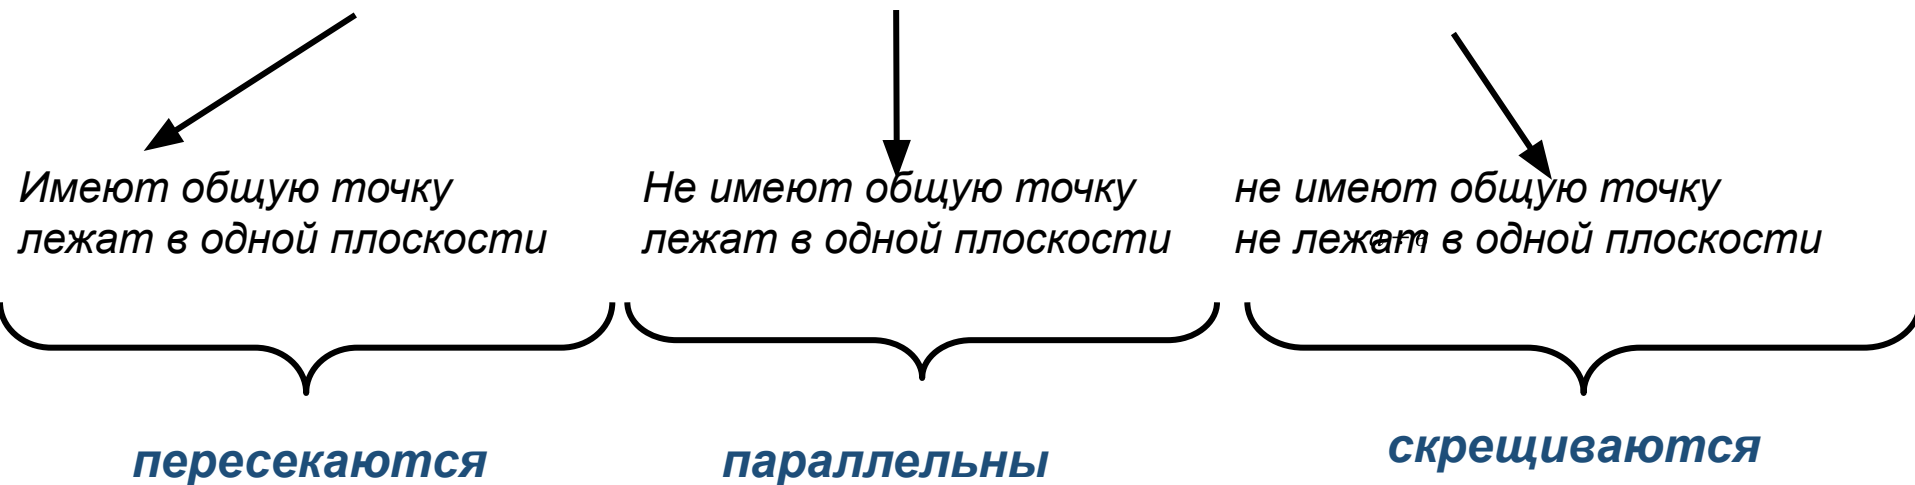 Имеют общую точку
лежат в одной плоскости
Не имеют общую точку
лежат в одной плоскости
не имеют общую точку
не лежат в одной плоскости
пересекаются
параллельны
скрещиваются